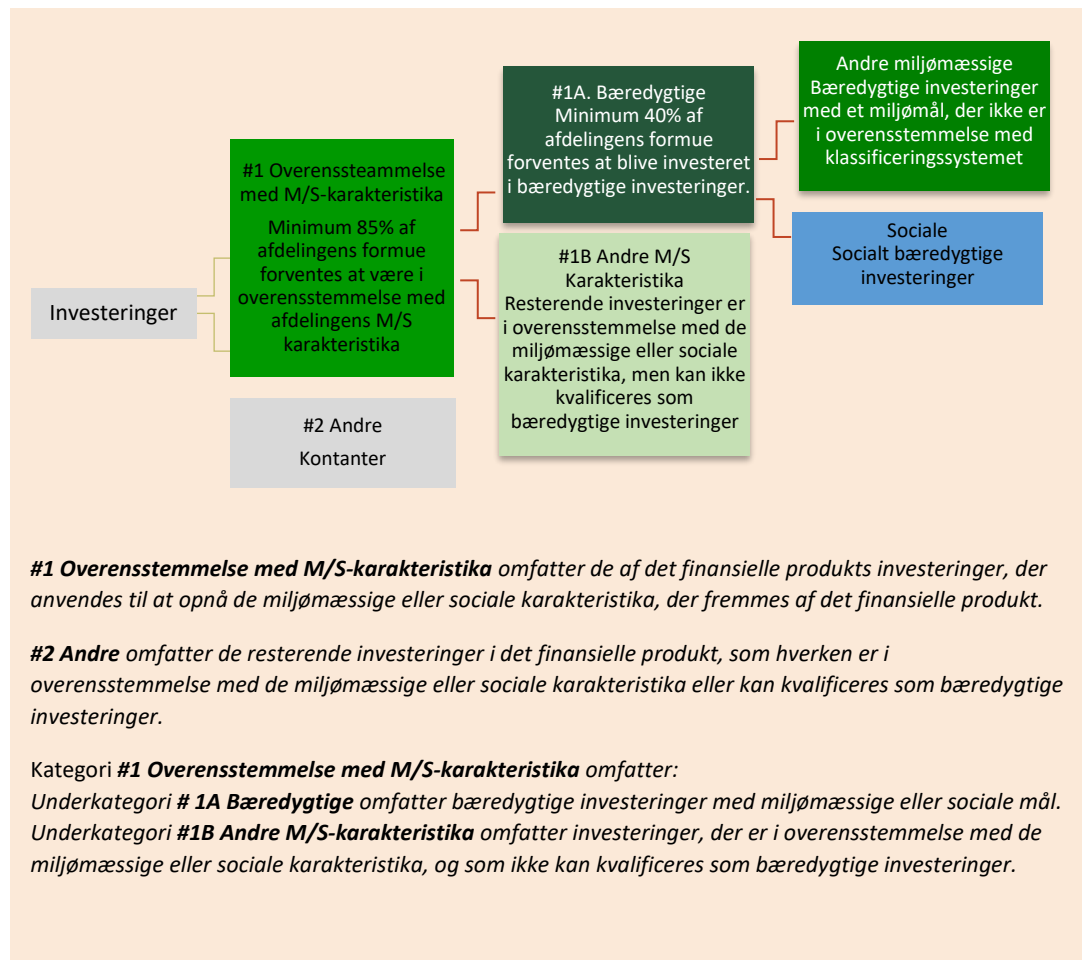 Investeringer
#1 Overenssteammelse
med M/S-karakteristika
Minimum 85% af
afdelingens formue
forventes at være i
overensstemmelse med
afdelingens M/S
karakteristika
#2 Andre
Kontanter
#1A. Bæredygtige
Minimum 40% af
afdelingens formue
forventes at blive investeret
i bæredygtige investeringer.
#1B Andre M/S
Karakteristika
Resterende investeringer er
i overensstemmelse med de
miljømæssige eller sociale
karakteristika, men kan ikke
kvalificeres som
bæredygtige investeringer
Andre miljømæssige
Bæredygtige investeringer
med et miljømål, der ikke er
i overensstemmelse med
klassificeringssystemet
Sociale
Socialt bæredygtige
investeringer
#1 Overensstemmelse med M/S-karakteristika omfatter de af det finansielle produkts investeringer, der
anvendes til at opnå de miljømæssige eller sociale karakteristika, der fremmes af det finansielle produkt.
#2 Andre omfatter de resterende investeringer i det finansielle produkt, som hverken er i
overensstemmelse med de miljømæssige eller sociale karakteristika eller kan kvalificeres som bæredygtige
investeringer.
Kategori #1 Overensstemmelse med M/S-karakteristika omfatter:
Underkategori # 1A Bæredygtige omfatter bæredygtige investeringer med miljømæssige eller sociale mål.
Underkategori #1B Andre M/S-karakteristika omfatter investeringer, der er i overensstemmelse med de
miljømæssige eller sociale karakteristika, og som ikke kan kvalificeres som bæredygtige investeringer.